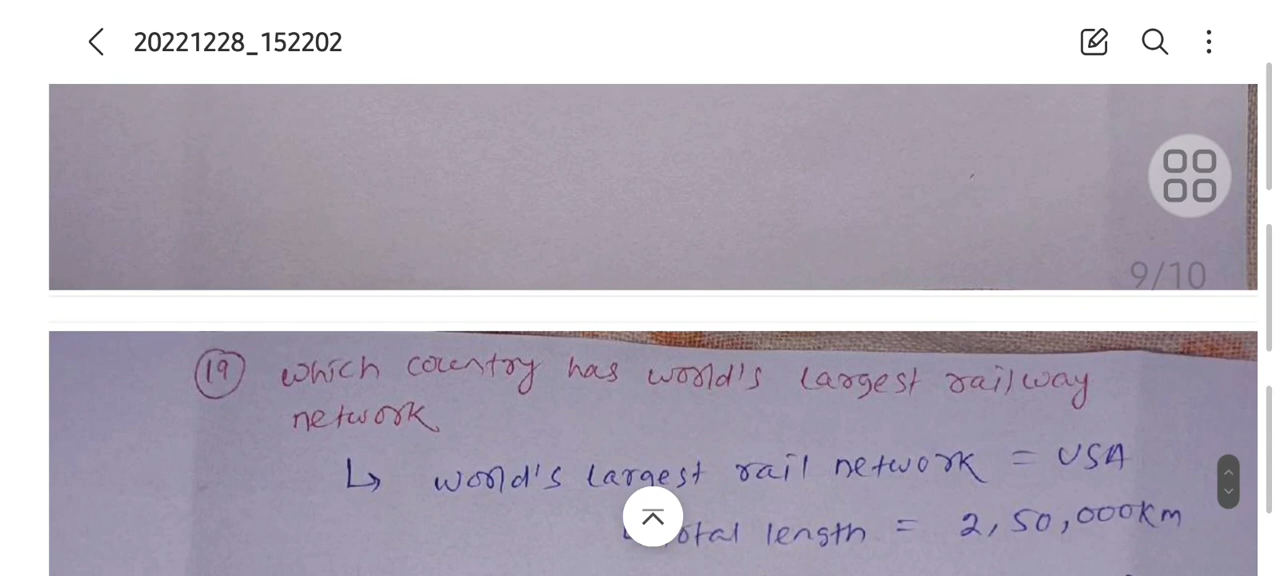 20221228_152202
9/10
19 which country has world's largest railway
network
↳ world's largest rail network = USA
total length = 2,50,000km